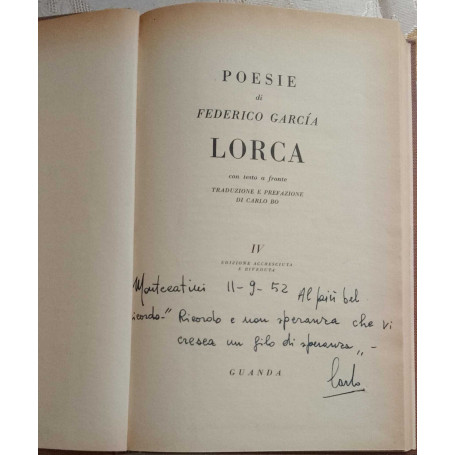 POESIE
di
FEDERICO GARCÍA
LORCA
con testo a fronte
TRADUZIONE E PREFAZIONE
DI CARLO BO
IV
EDIZIONE ACCRESCIUTA
E RIVEDUTA
Montecatini 11-9-52 Al più bel
ricordo-" Ricordo e non speranza che vi
cresca un filo di speranza" -
Carlo
GUANDA